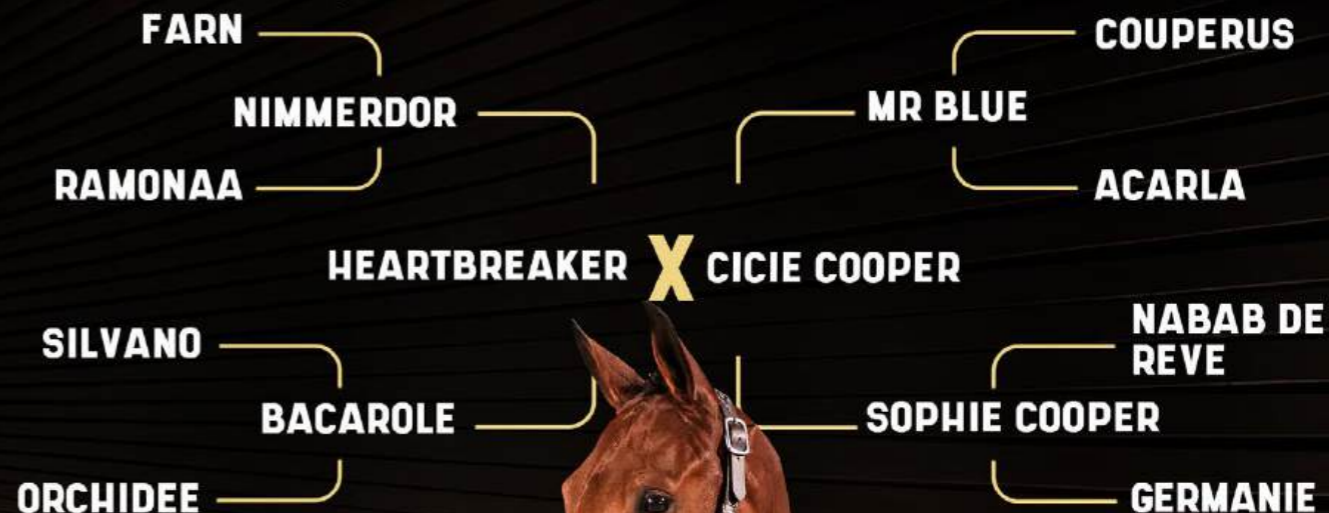 FARN
COUPERUS
NIMMERDOR
MR BLUE
RAMONAA
ACARLA
HEARTBREAKER X CICIE COOPER
SILVANO
NABAB DE
REVE
BACAROLE
SOPHIE COOPER
ORCHIDEE
GERMANIE